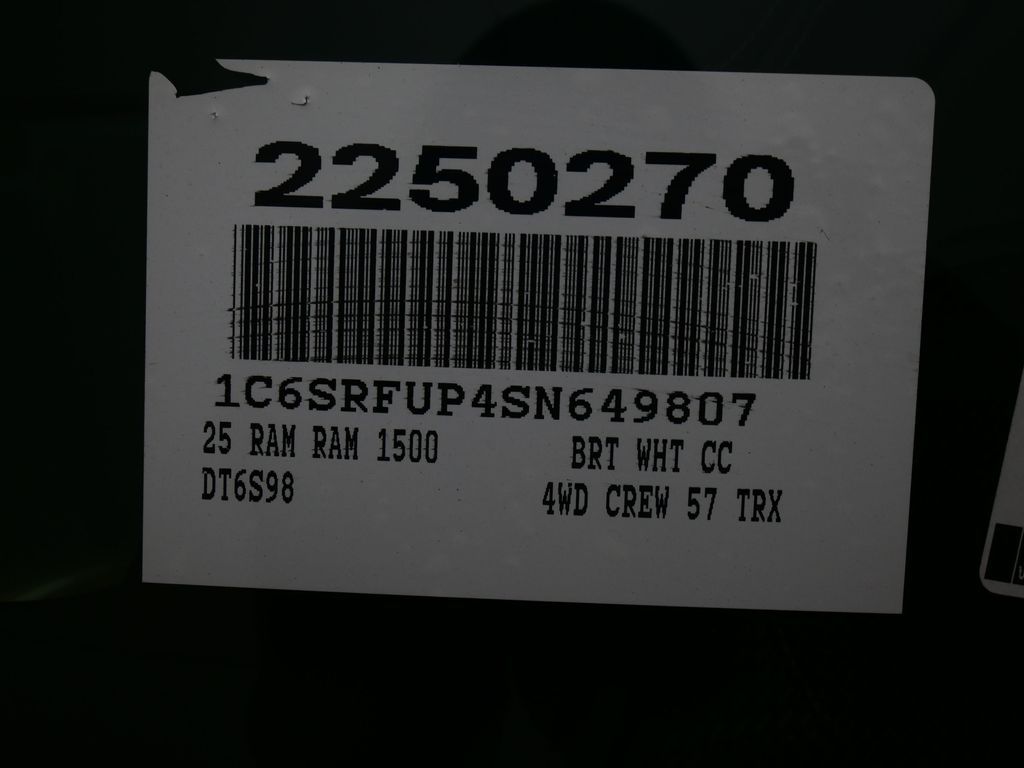 2250270
1C6SRFUP4SN649807
25 RAM RAM 1500 BRT WHT CC
DT6S98 4WD CREW 57 TRX